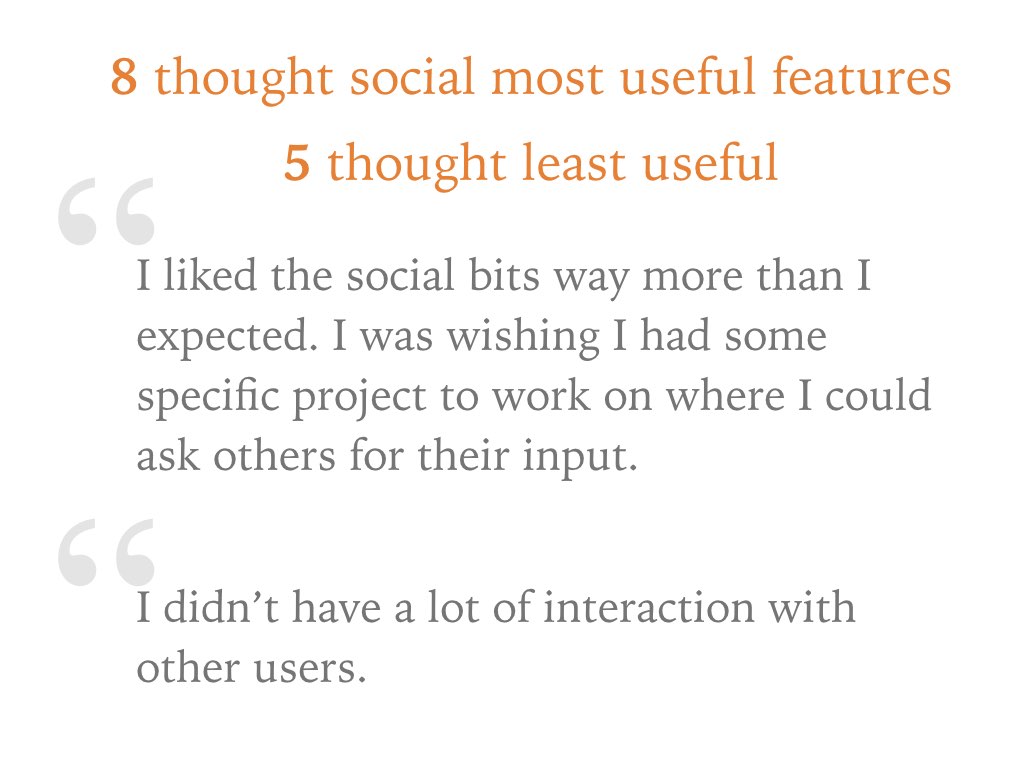 8 thought social most useful features
5 thought least useful
“
I liked the social bits way more than I
expected. I was wishing I had some
specific project to work on where I could
ask others for their input.
“
I didn’t have a lot of interaction with
other users.